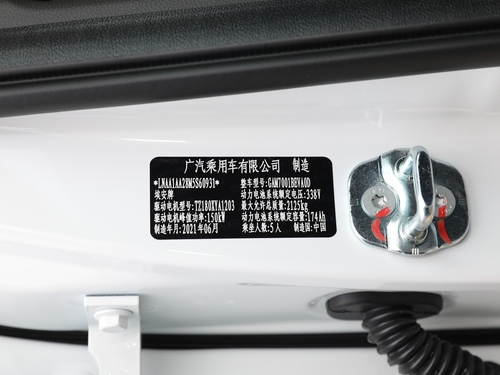 广汽乘用车有限公司 制造
*LNAA1AA28M5S60931* 整车型号:GAM7001BEVA0D
埃安牌 动力电池系统额定电压:338V
驱动电机型号:TZ180XYA1203 最大允许总质量:2125kg
驱动电机峰值功率:150kW 动力电池系统额定容量:174Ah
制造年月:2021年06月 乘坐人数:5人 制造国:中国